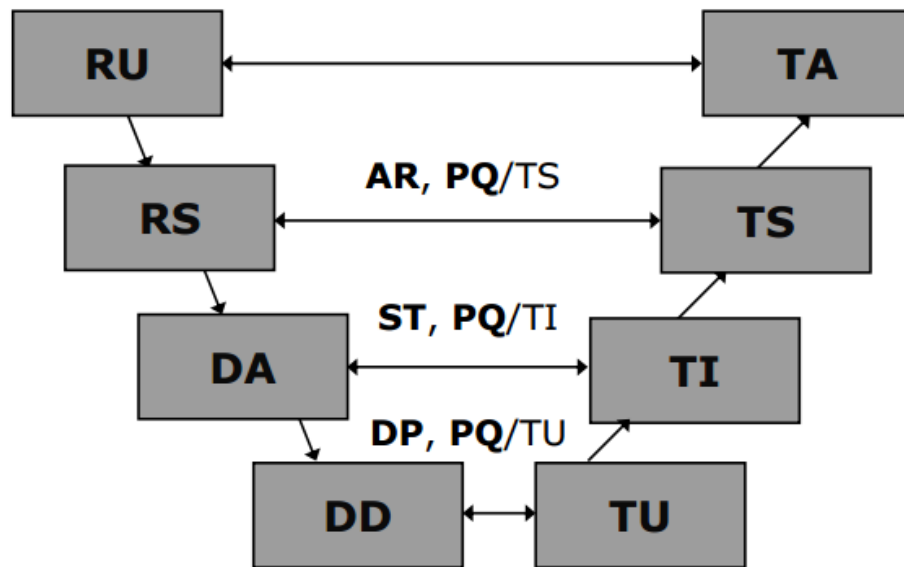 RU
TA
AR, PQ/TS
RS
TS
ST, PQ/TI
DA
TI
DP, PQ/TU
DD
TU